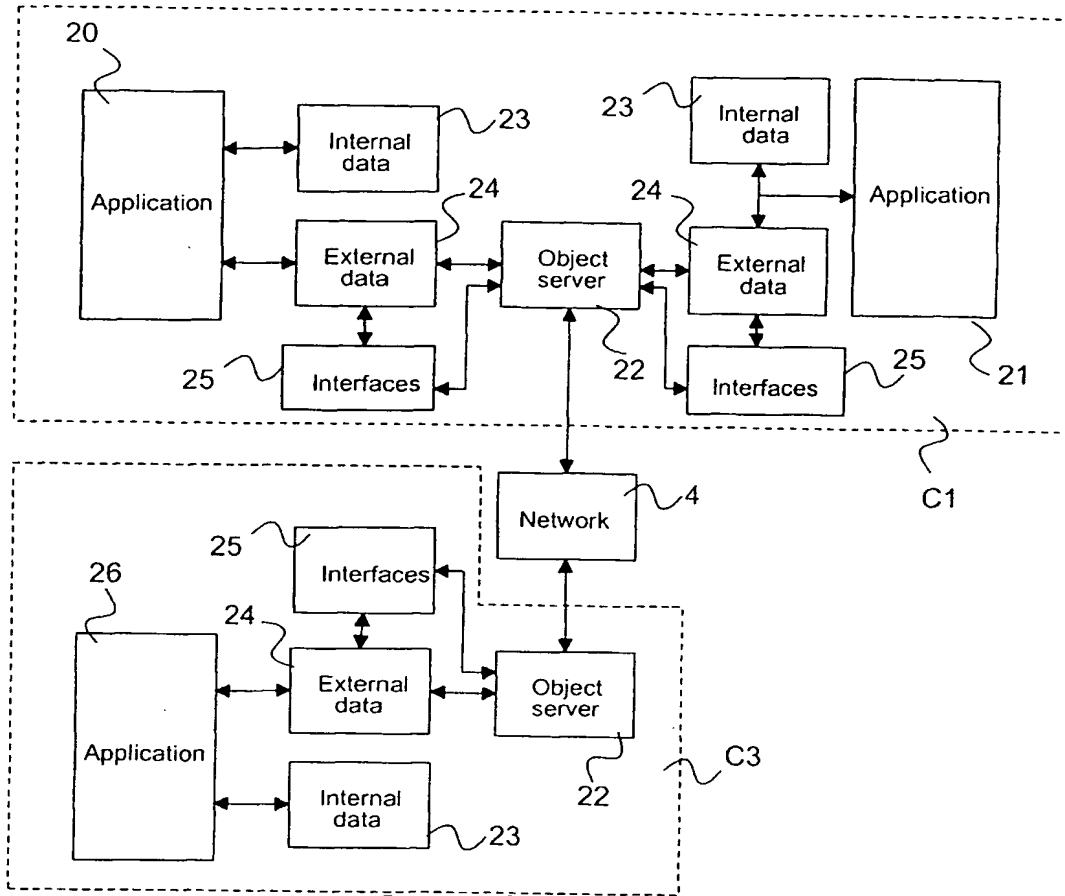 20
Application
Internal
data
23
External
data
24
25
Interfaces
Object
server
22
23
Internal
data
24
External
data
Application
21
Interfaces
25
C1
Network
4
25
Interfaces
26
24
Application
External
data
Object
server
22
C3
Internal
data
23